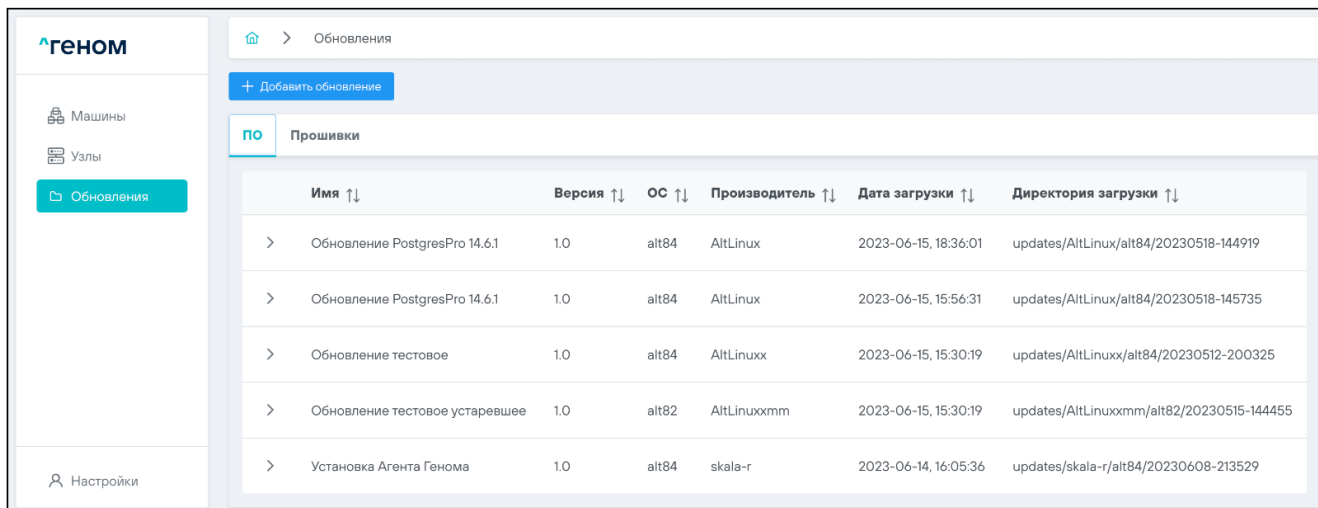 ^геном
Обновления
+ Добавить обновление
Машины
Узлы
Обновления
Настройки
ПО Прошивки
Имя Версия ОС Производитель Дата загрузки Директория загрузки
Обновление PostgresPro 14.6.1 1.0 alt84 AltLinux 2023-06-15, 18:36:01 updates/AltLinux/alt84/20230518-144919
Обновление PostgresPro 14.6.1 1.0 alt84 AltLinux 2023-06-15, 15:56:31 updates/AltLinux/alt84/20230518-145735
Обновление тестовое 1.0 alt84 AltLinuxx 2023-06-15, 15:30:19 updates/AltLinuxx/alt84/20230512-200325
Обновление тестовое устаревшее 1.0 alt82 AltLinuxxmm 2023-06-15, 15:30:19 updates/AltLinuxxmm/alt82/20230515-144455
Установка Агента Генома 1.0 alt84 skala-r 2023-06-14, 16:05:36 updates/skala-r/alt84/20230608-213529